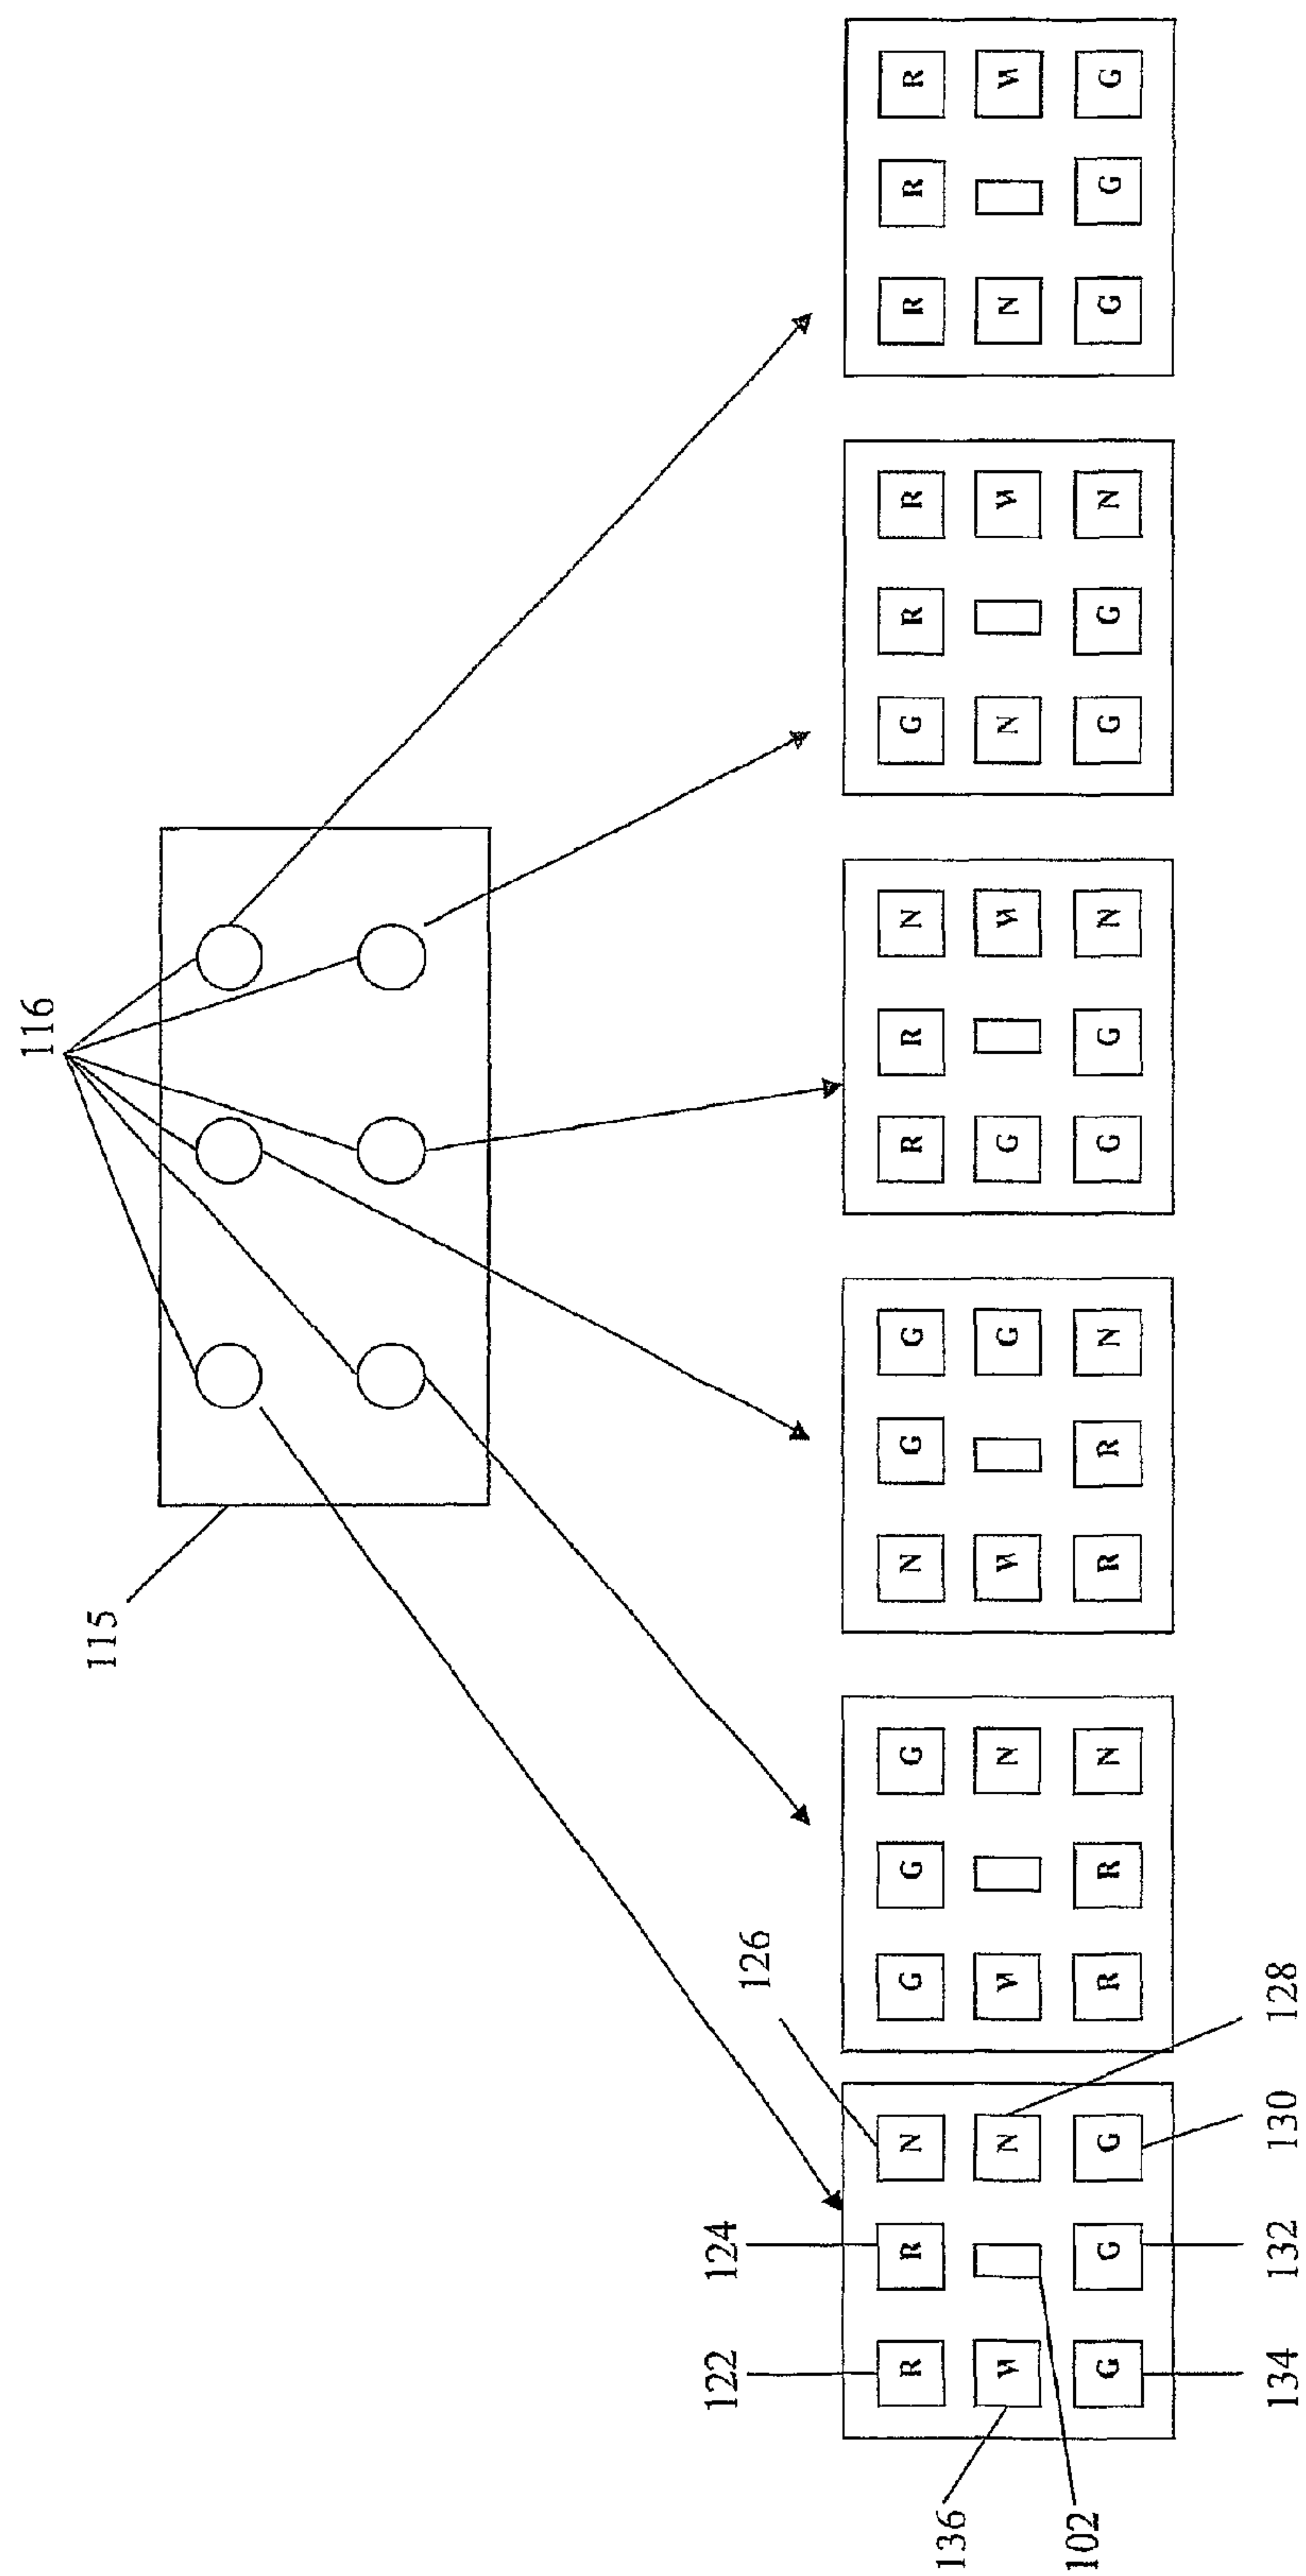 116
115
122 124 126
R R N G G G N G G R R N G R R R R R
136 W N W N W G G W N W N W
102 G G G R R N R R N G G N G G N G G G
134 132 130 128